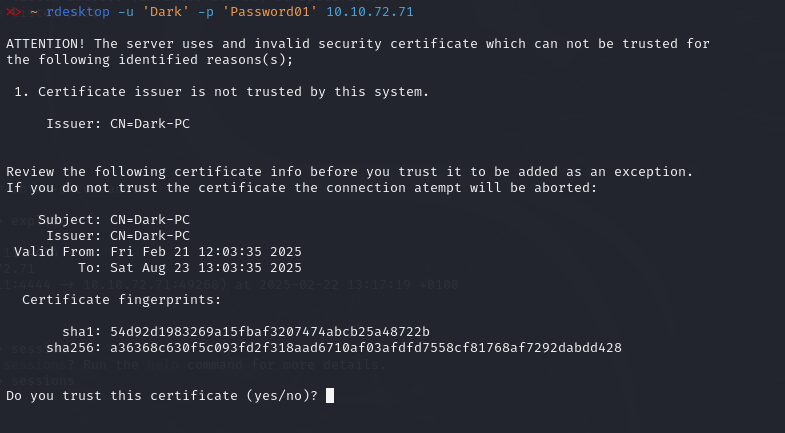 ~ rdesktop -u 'Dark' -p 'Password01' 10.10.72.71
ATTENTION! The server uses and invalid security certificate which can not be trusted for
the following identified reasons(s);
1. Certificate issuer is not trusted by this system.
Issuer: CN=Dark-PC
Review the following certificate info before you trust it to be added as an exception.
If you do not trust the certificate the connection atempt will be aborted:
Subject: CN=Dark-PC
Issuer: CN=Dark-PC
Valid From: Fri Feb 21 12:03:35 2025
To: Sat Aug 23 13:03:35 2025
Certificate fingerprints:
sha1: 54d92d1983269a15fbaf3207474abcb25a48722b
sha256: a36368c630f5c093fd2f318aad6710af03afdfd7558cf81768af7292dabdd428
Do you trust this certificate (yes/no)?